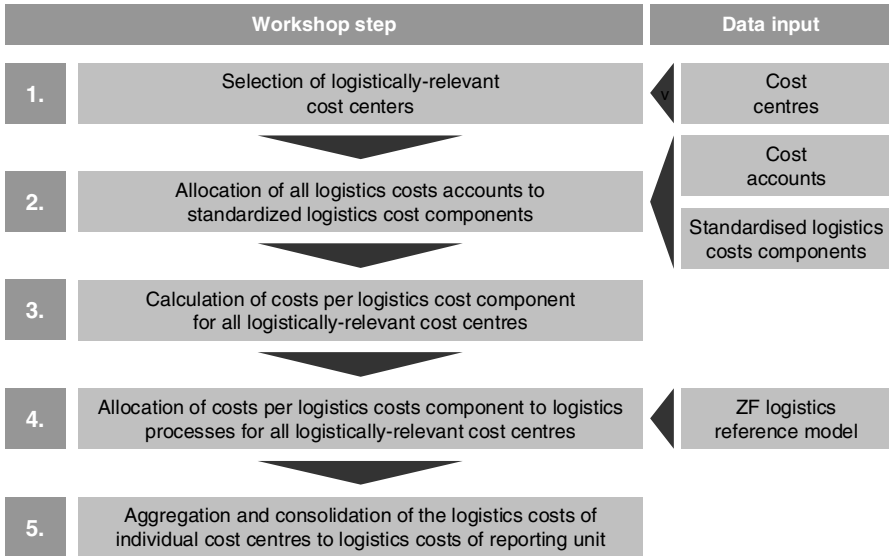 Workshop step
Data input
1.
Selection of logistically-relevant
cost centers
v
Cost
centres
2.
Allocation of all logistics costs accounts to
standardized logistics cost components
Cost
accounts
Standardised logistics
costs components
3.
Calculation of costs per logistics cost component
for all logistically-relevant cost centres
4.
Allocation of costs per logistics costs component to logistics
processes for all logistically-relevant cost centres
ZF logistics
reference model
5.
Aggregation and consolidation of the logistics costs of
individual cost centres to logistics costs of reporting unit